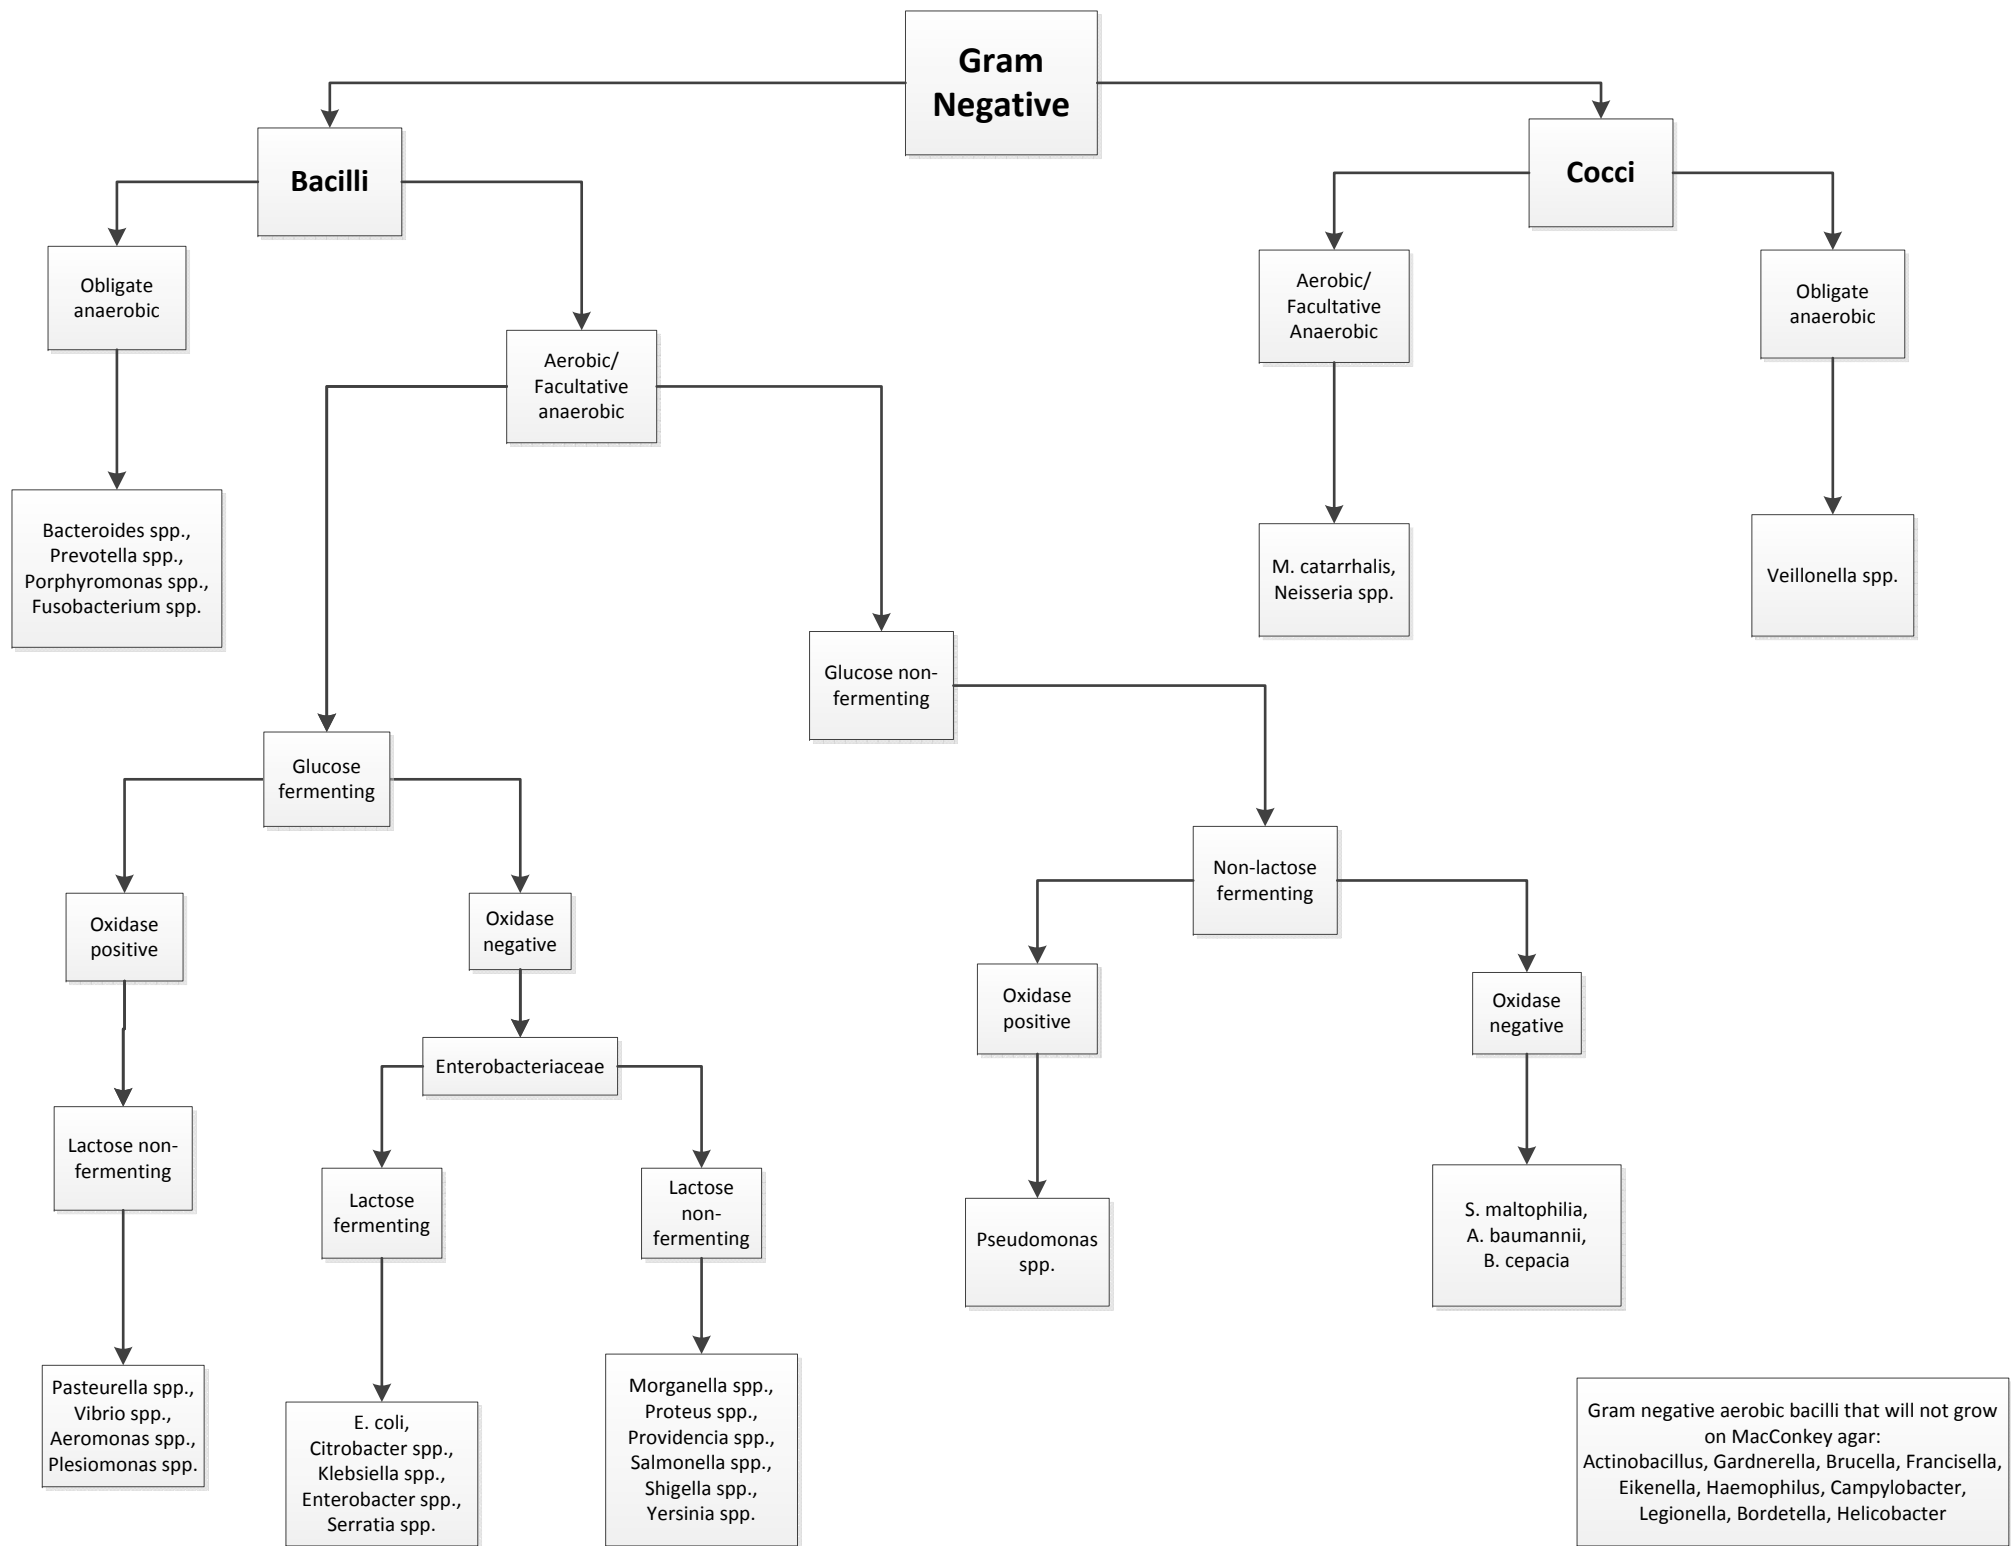 Gram
Negative
Bacilli
Cocci
Obligate
anaerobic
Aerobic/
Facultative
anaerobic
Aerobic/
Facultative
Anaerobic
Obligate
anaerobic
Bacteroides spp.,
Prevotella spp.,
Porphyromonas spp.,
Fusobacterium spp.
M. catarrhalis,
Neisseria spp.
Veillonella spp.
Glucose non-
fermenting
Glucose
fermenting
Non-lactose
fermenting
Oxidase
positive
Oxidase
negative
Oxidase
positive
Oxidase
negative
Enterobacteriaceae
Lactose non-
fermenting
Lactose
fermenting
Lactose
non-
fermenting
Pseudomonas
spp.
S. maltophilia,
A. baumannii,
B. cepacia
Pasteurella spp.,
Vibrio spp.,
Aeromonas spp.,
Plesiomonas spp.
E. coli,
Citrobacter spp.,
Klebsiella spp.,
Enterobacter spp.,
Serratia spp.
Morganella spp.,
Proteus spp.,
Providencia spp.,
Salmonella spp.,
Shigella spp.,
Yersinia spp.
Gram negative aerobic bacilli that will not grow
on MacConkey agar:
Actinobacillus, Gardnerella, Brucella, Francisella,
Eikenella, Haemophilus, Campylobacter,
Legionella, Bordetella, Helicobacter